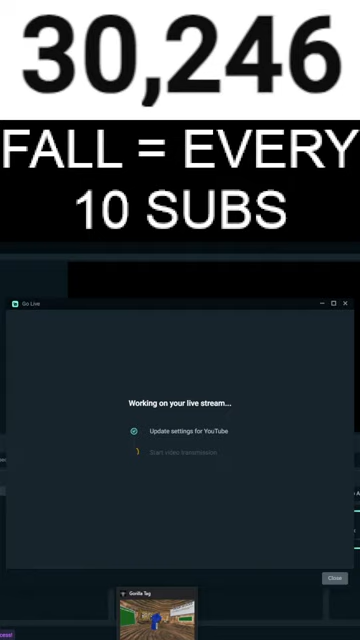 30,246
FALL = EVERY
10 SUBS
Go Live
Working on your live stream...
Update settings for YouTube
Start video transmission
Close
Gorilla Tag